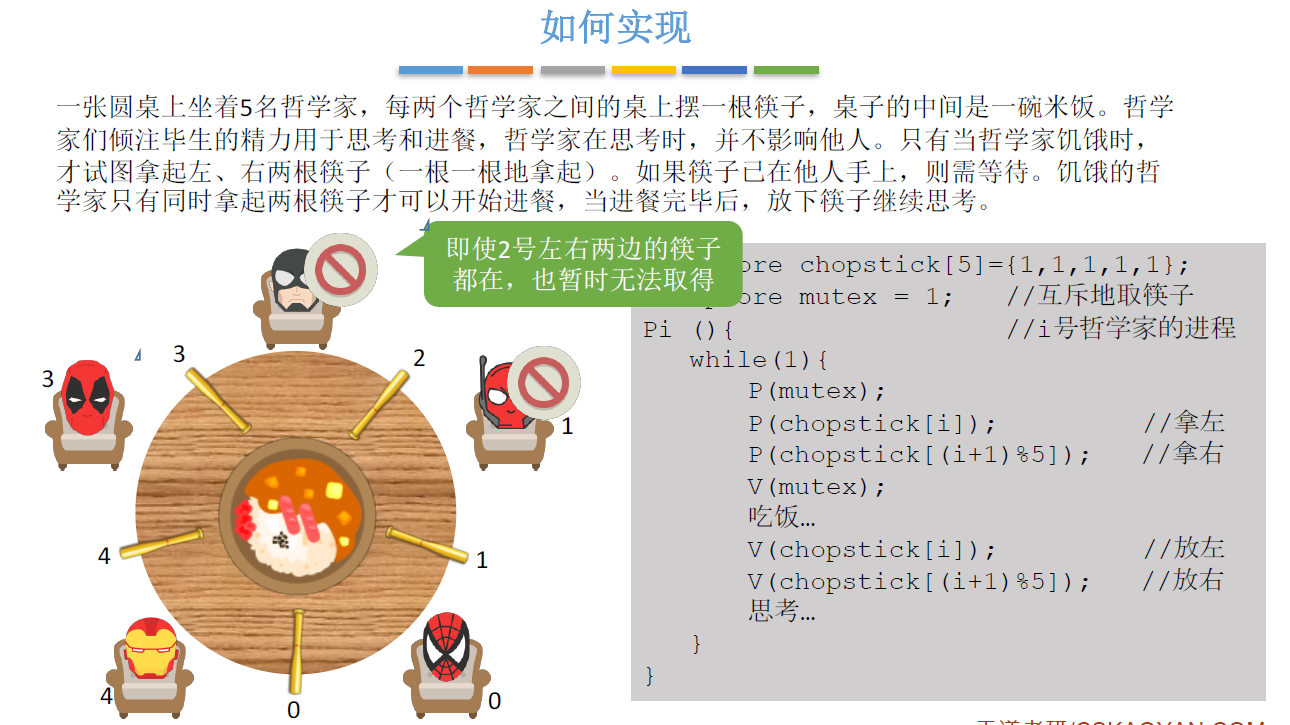 如何实现
一张圆桌上坐着5名哲学家，每两个哲学家之间的桌上摆一根筷子，桌子的中间是一碗米饭。哲学
家们倾注毕生的精力用于思考和进餐，哲学家在思考时，并不影响他人。只有当哲学家饥饿时，
才试图拿起左、右两根筷子（一根一根地拿起）。如果筷子已在他人手上，则需等待。饥饿的哲
学家只有同时拿起两根筷子才可以开始进餐，当进餐完毕后，放下筷子继续思考。
即使2号左右两边的筷子
都在，也暂时无法取得
3
3
2
1
4
1
4
0
0
ore chopstick[5]={1,1,1,1,1};
ore mutex = 1; //互斥地取筷子
Pi (){ //i号哲学家的进程
while(1){
P(mutex);
P(chopstick[i]); //拿左
P(chopstick[(i+1)%5]); //拿右
V(mutex);
吃饭…
V(chopstick[i]); //放左
V(chopstick[(i+1)%5]); //放右
思考…
}
}